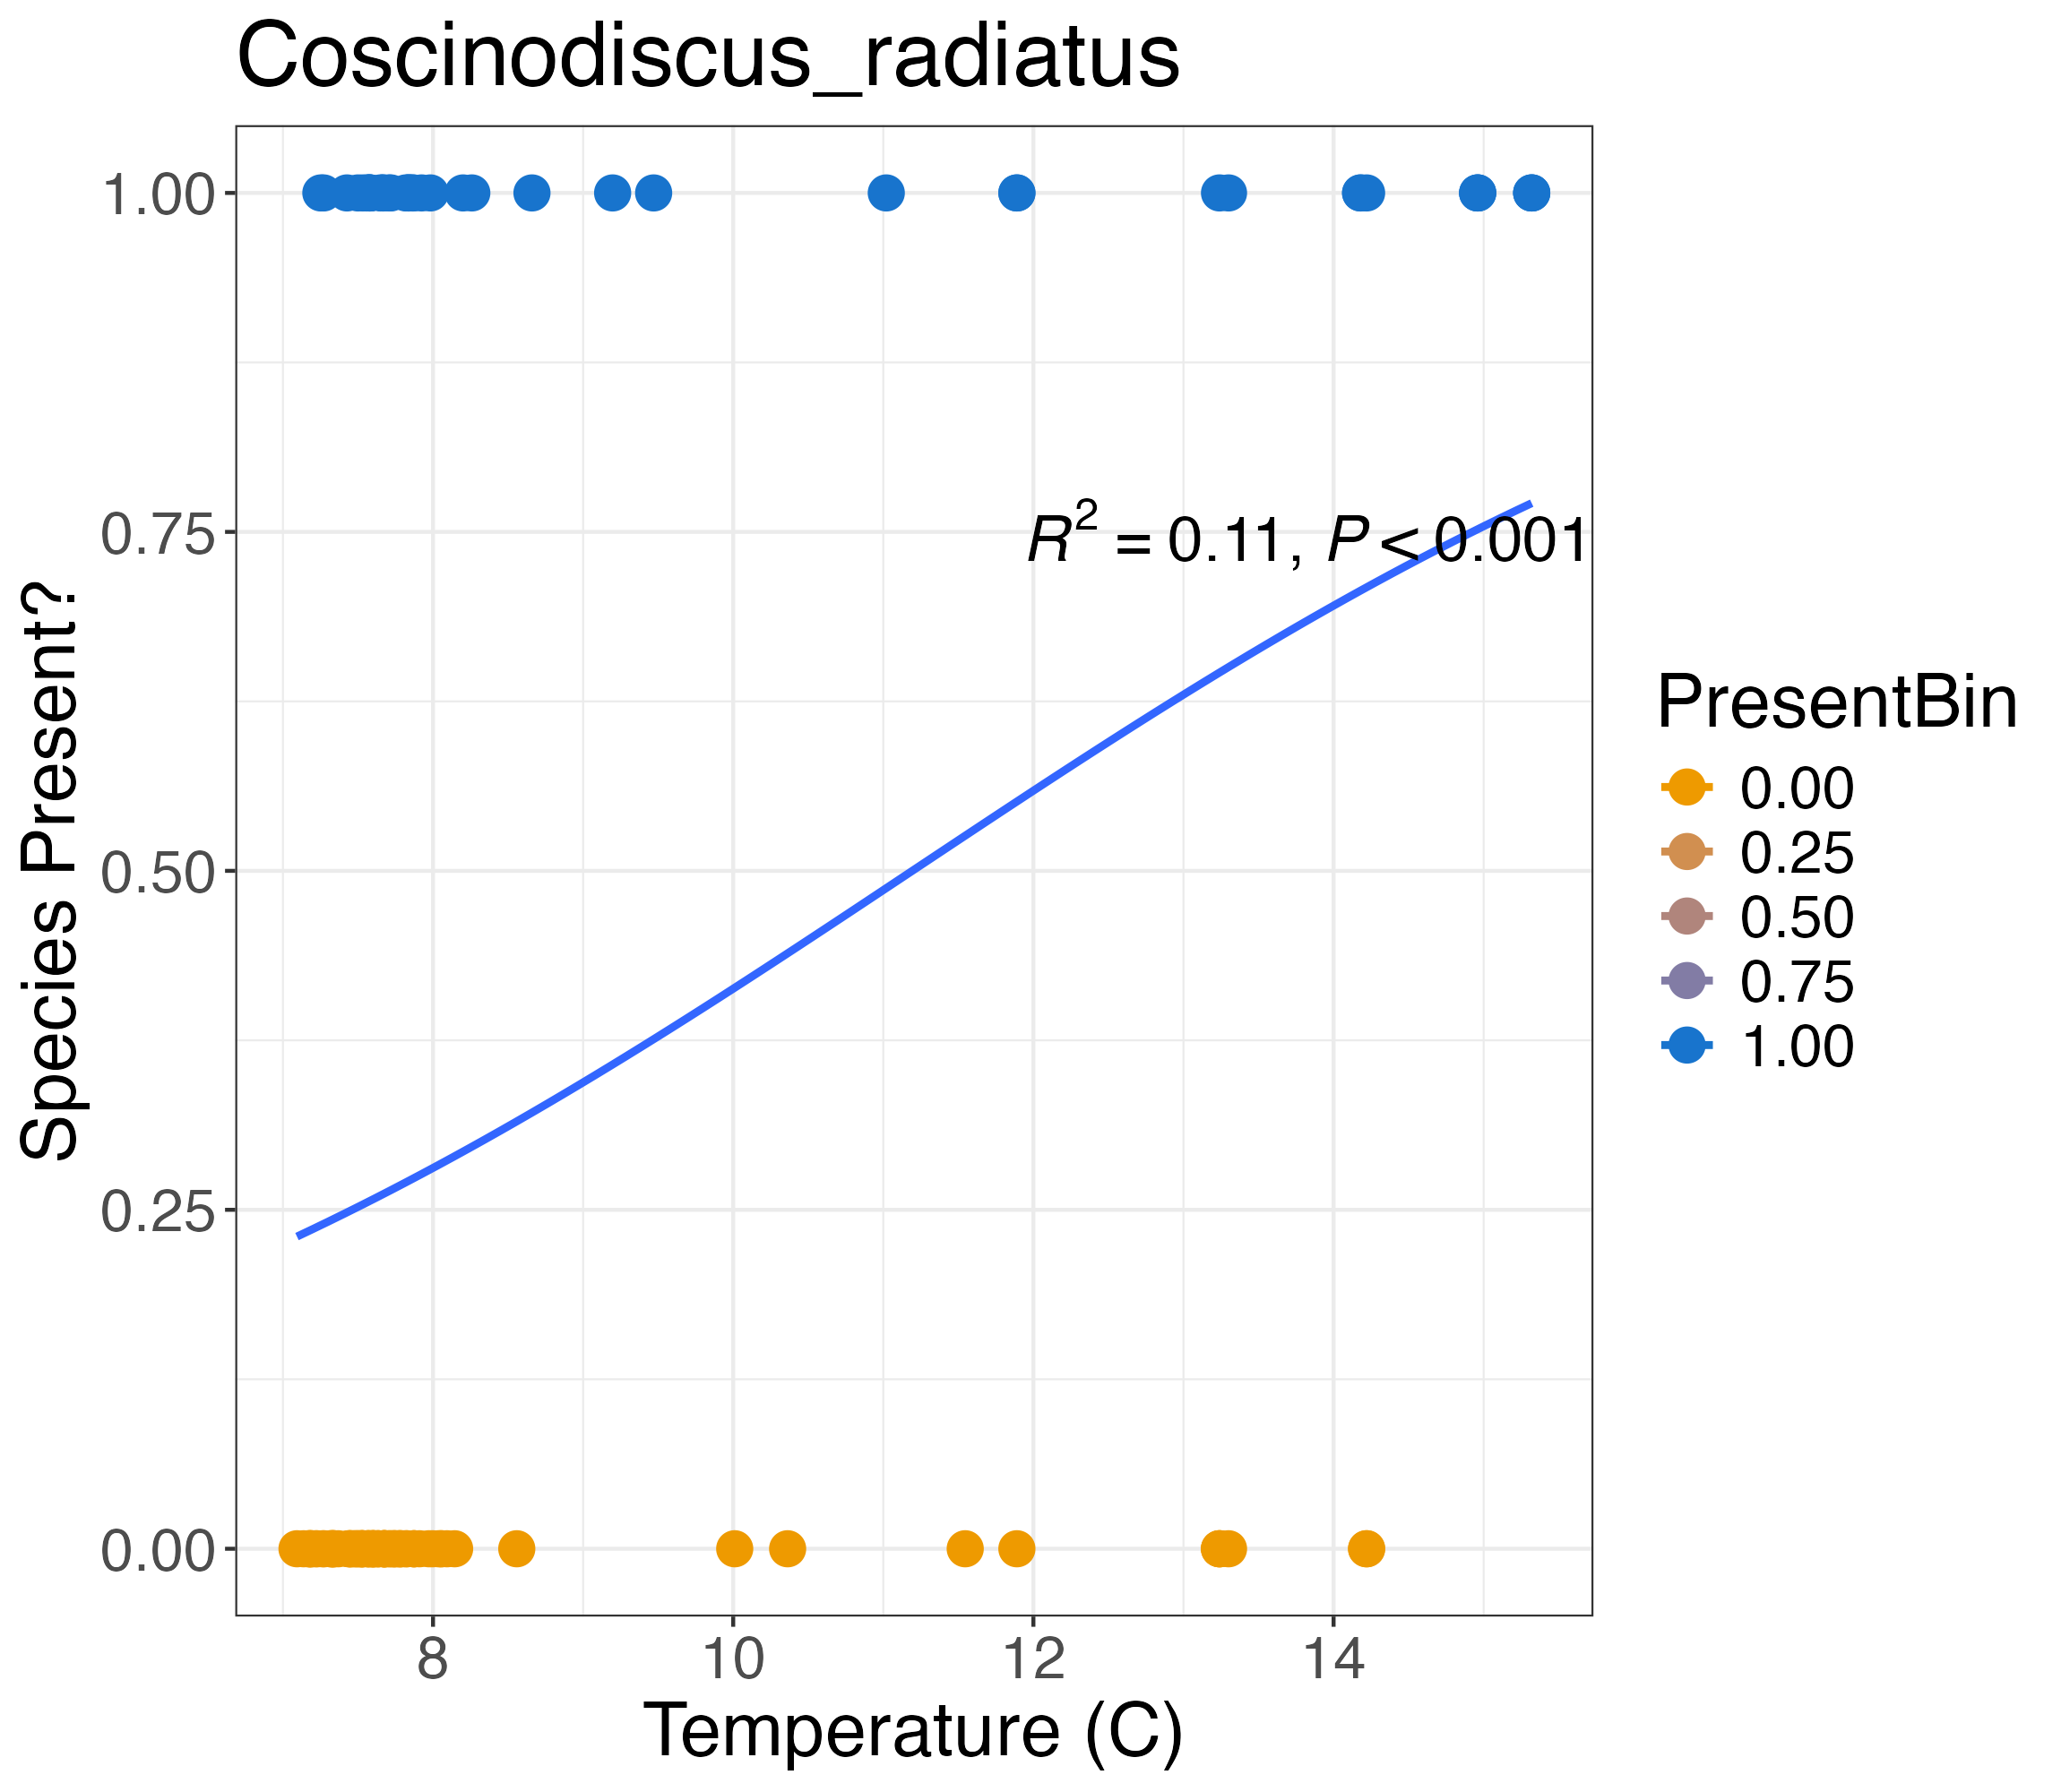 Coscinodiscus_radiatus
1.00
0.75
0.50
0.25
0.00
Species Present?
R² = 0.11, P < 0.001
8 10 12 14
Temperature (C)
PresentBin
0.00
0.25
0.50
0.75
1.00